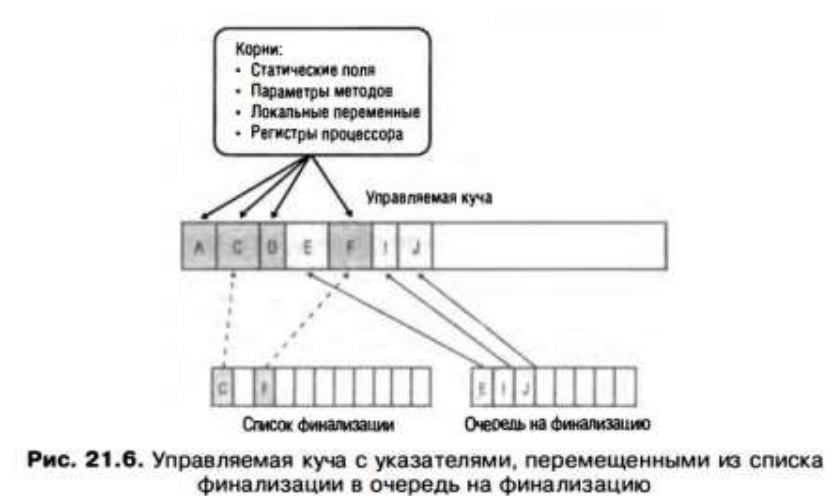 Корни:
• Статические поля
• Параметры методов
• Локальные переменные
• Регистры процессора
Управляемая куча
A C D E F I J
C F
E I J
Список финализации
Очередь на финализацию
Рис. 21.6. Управляемая куча с указателями, перемещенными из списка
финализации в очередь на финализацию